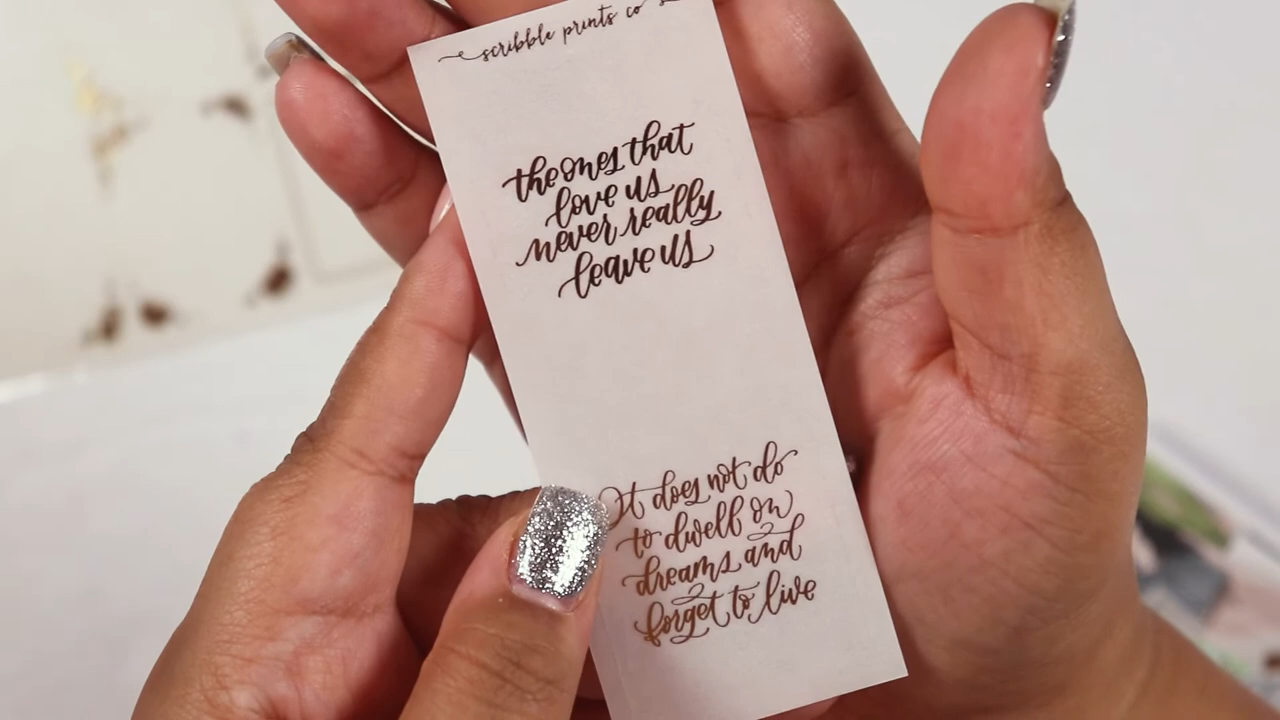 scribble prints co
the ones that
love us
never really
leave us
It does not do
to dwell on
dreams and
forget to live